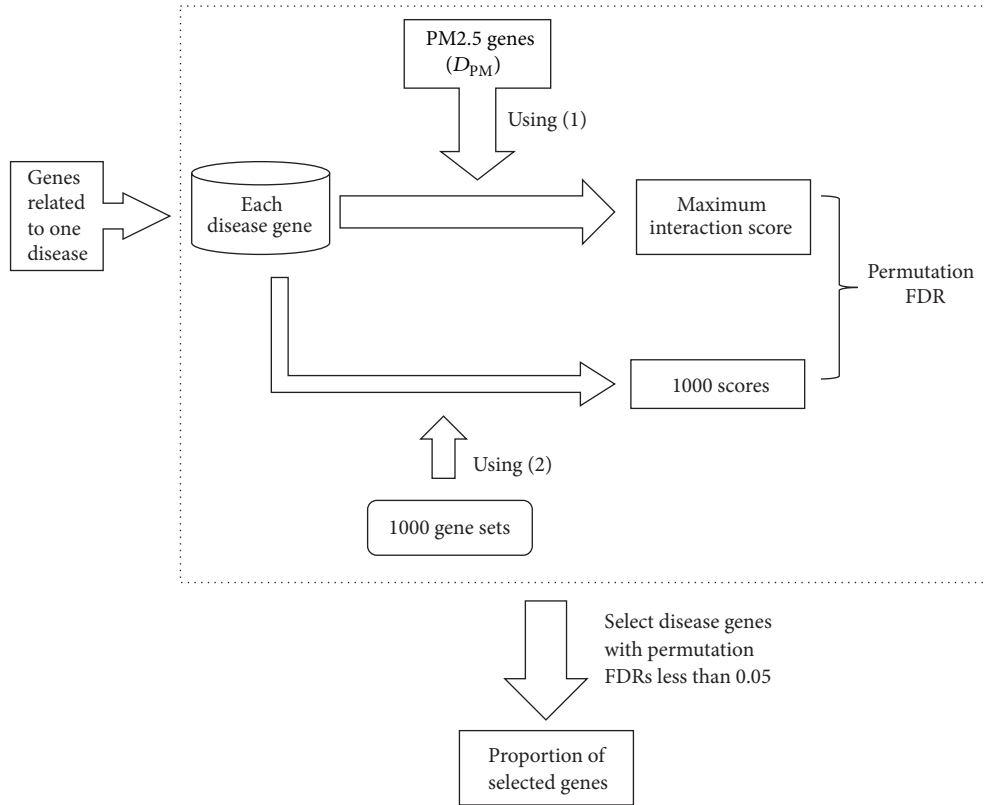 PM2.5 genes
(D_PM)
Using (1)
Genes
related
to one
disease
Each
disease gene
Maximum
interaction score
Permutation
FDR
1000 scores
Using (2)
1000 gene sets
Select disease genes
with permutation
FDRs less than 0.05
Proportion of
selected genes